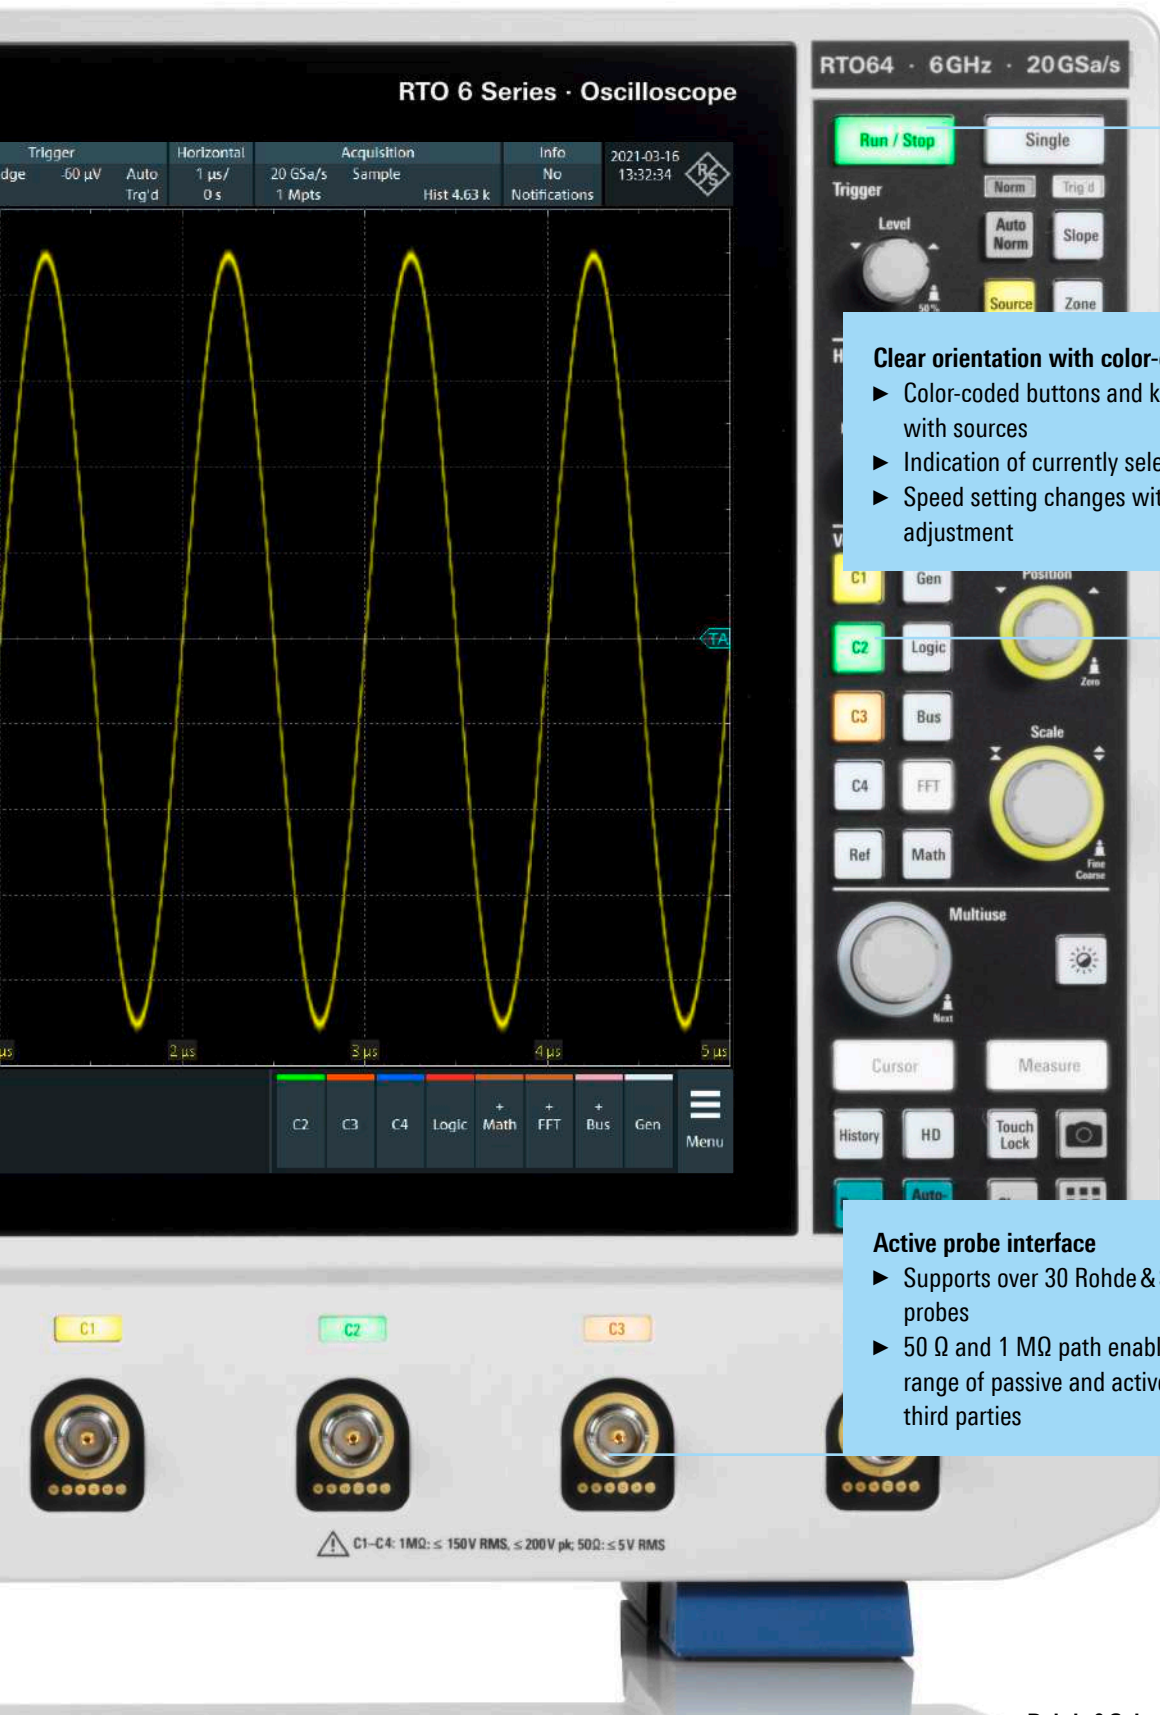 RTO64 · 6GHz · 20GSa/s
RTO 6 Series · Oscilloscope
Run / Stop
Single
Trigger
Horizontal
Acquisition
Info
2021-03-16
dge
-60 µV
Auto
1 µs/
20 GSa/s
Sample
No
13:32:34
Trg'd
0 s
1 Mpts
Hist 4.63 k
Notifications
R&S
Trigger
Norm
Trig'd
Level
Auto
Norm
Slope
50%
Source
Zone
H
Clear orientation with color-
► Color-coded buttons and k
with sources
► Indication of currently sele
► Speed setting changes wit
adjustment
V
C1
Gen
Position
C2
Logic
Zero
TA
C3
Bus
Scale
C4
FFT
Ref
Math
Fine
Coarse
Multiuse
Next
µs
2 µs
3 µs
4 µs
5 µs
Cursor
Measure
C2
C3
C4
Logic
+
Math
+
FFT
+
Bus
Gen
Menu
History
HD
Touch
Lock
Auto-
Active probe interface
► Supports over 30 Rohde &
probes
► 50 Ω and 1 MΩ path enabl
range of passive and active
third parties
C1
C2
C3
C1–C4: 1MΩ: ≤ 150V RMS, ≤ 200V pk; 50Ω: ≤ 5V RMS